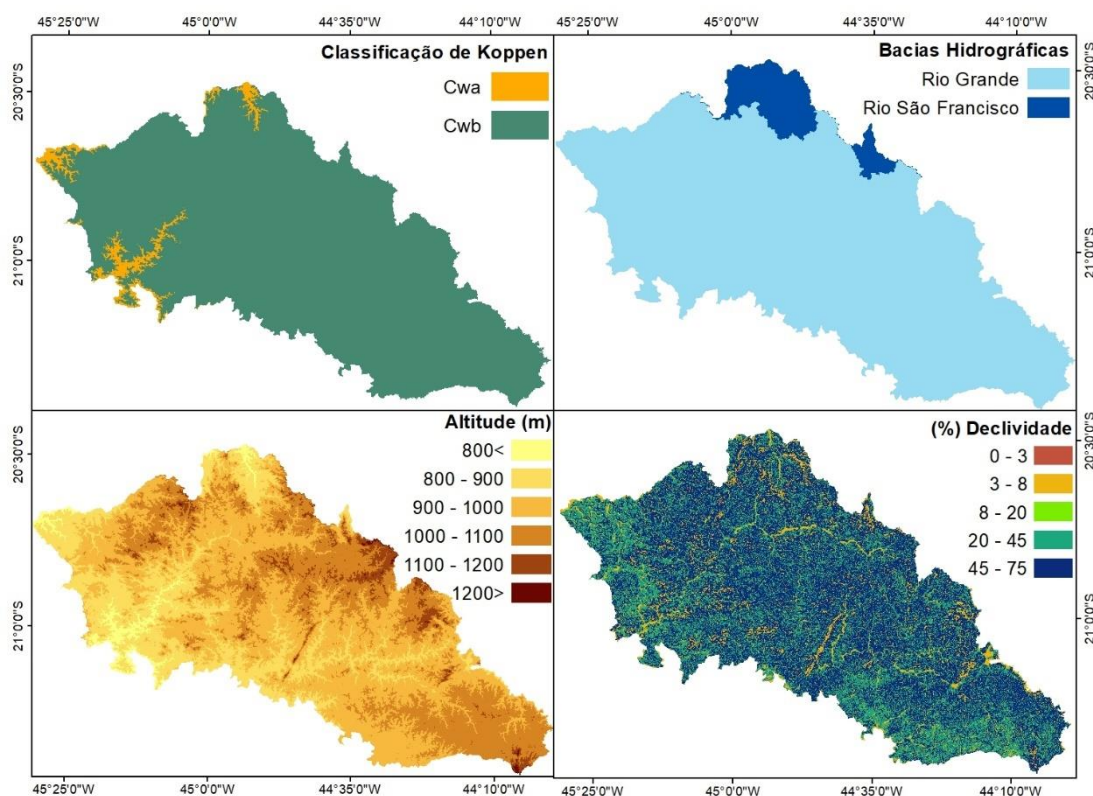 45°25'0"W 45°0'0"W 44°35'0"W 44°10'0"W 45°25'0"W 45°0'0"W 44°35'0"W 44°10'0"W
Classificação de Koppen
Cwa
Cwb
20°30'0"S
21°0'0"S
Bacias Hidrográficas
Rio Grande
Rio São Francisco
20°30'0"S
21°0'0"S
Altitude (m)
800<
800 - 900
900 - 1000
1000 - 1100
1100 - 1200
1200>
20°30'0"S
21°0'0"S
(%) Declividade
0 - 3
3 - 8
8 - 20
20 - 45
45 - 75
20°30'0"S
21°0'0"S
45°25'0"W 45°0'0"W 44°35'0"W 44°10'0"W 45°25'0"W 45°0'0"W 44°35'0"W 44°10'0"W